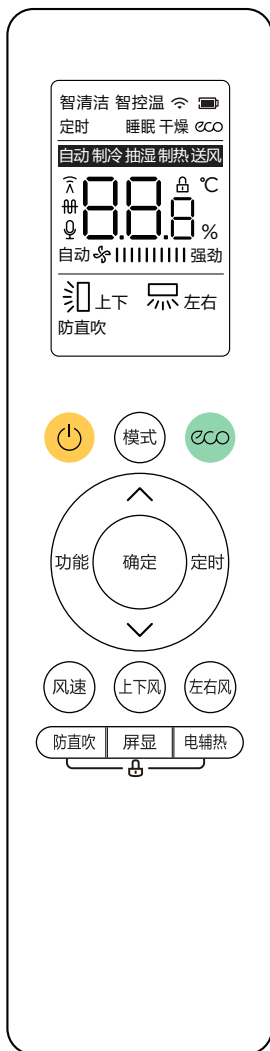 智清洁 智控温
定时 睡眠 干燥 eco
自动 制冷 抽湿 制热 送风
88.8 ℃
%
自动 强劲
上下 左右
防直吹
模式 eco
功能 确定 定时
风速 上下风 左右风
防直吹 屏显 电辅热